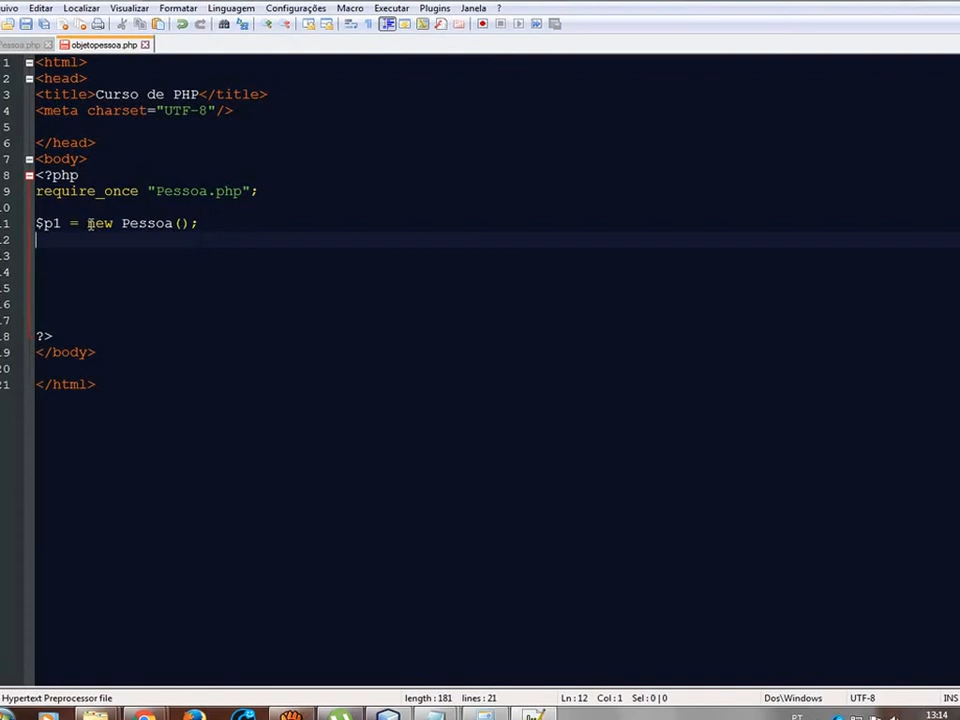 uivo Editar Localizar Visualizar Formatar Linguagem Configurações Macro Executar Plugins Janela ?
Pessoa.php objetopessoa.php
1 <html>
2 <head>
3 <title>Curso de PHP</title>
4 <meta charset="UTF-8"/>
5
6 </head>
7 <body>
8 <?php
9 require_once "Pessoa.php";
10
11 $p1 = new Pessoa();
12
13
14
15
16
17
18 ?>
19 </body>
20
21 </html>
Hypertext Preprocessor file length : 181 lines : 21 Ln : 12 Col : 1 Sel : 0 | 0 Dos\Windows UTF-8 INS
PT 13:14